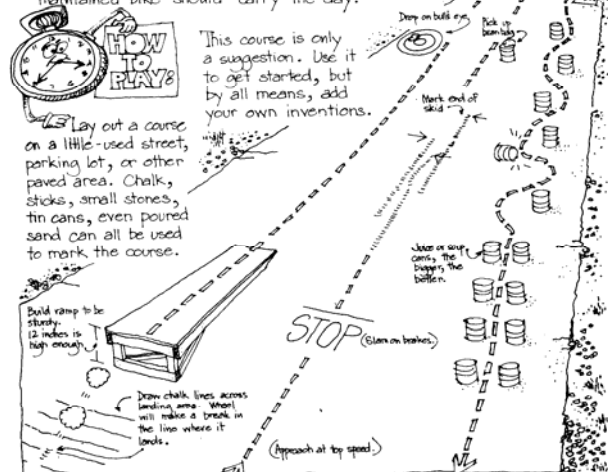 maintained bike should carry the day.
HOW
TO
PLAY:
This course is only
a suggestion. Use it
to get started, but
by all means, add
your own inventions.
Lay out a course
on a little-used street,
parking lot, or other
paved area. Chalk,
sticks, small stones,
tin cans, even poured
sand can all be used
to mark the course.
Drop on bulls eye
Pick up
bean bag
Mark end of
skid
Juice or soup
cans, the
bigger, the
better.
Build ramp to be
sturdy.
12 inches is
high enough.
STOP (Slam on brakes.)
Draw chalk lines across
landing area. Wheel
will make a break in
the line where it
lands.
(Approach at top speed.)